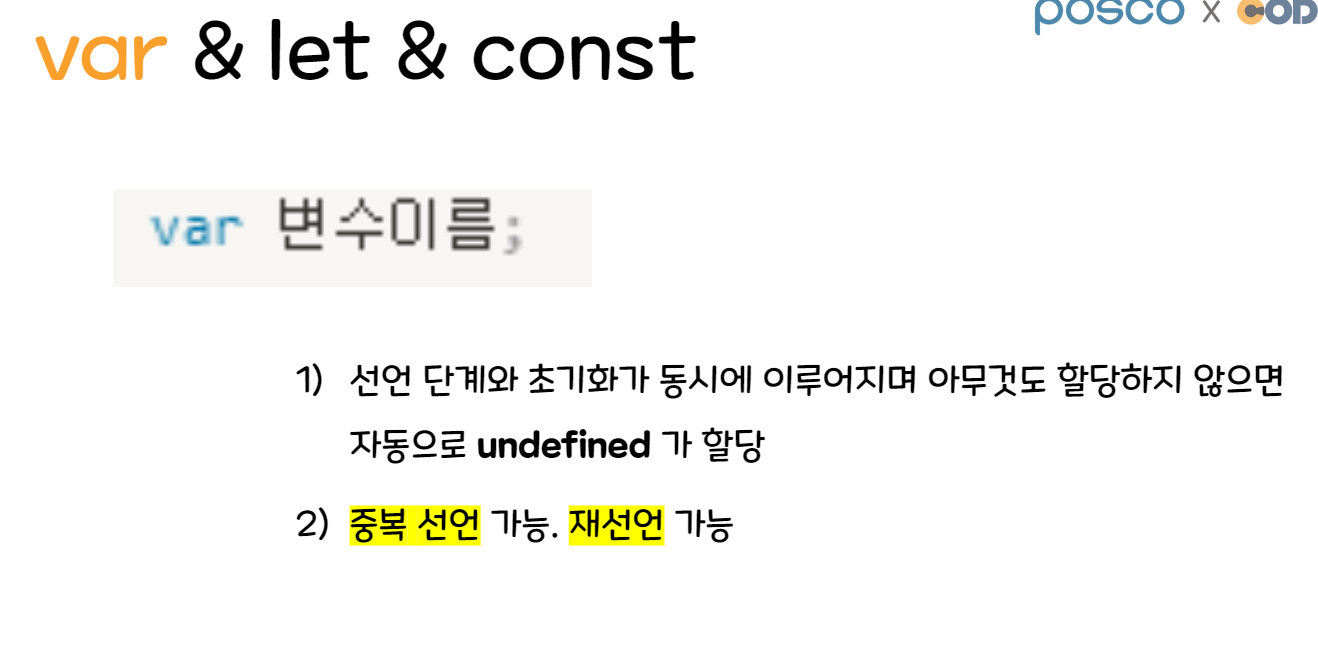 posco x COD
var & let & const
var 변수이름;
1) 선언 단계와 초기화가 동시에 이루어지며 아무것도 할당하지 않으면
자동으로 undefined 가 할당
2) 중복 선언 가능. 재선언 가능